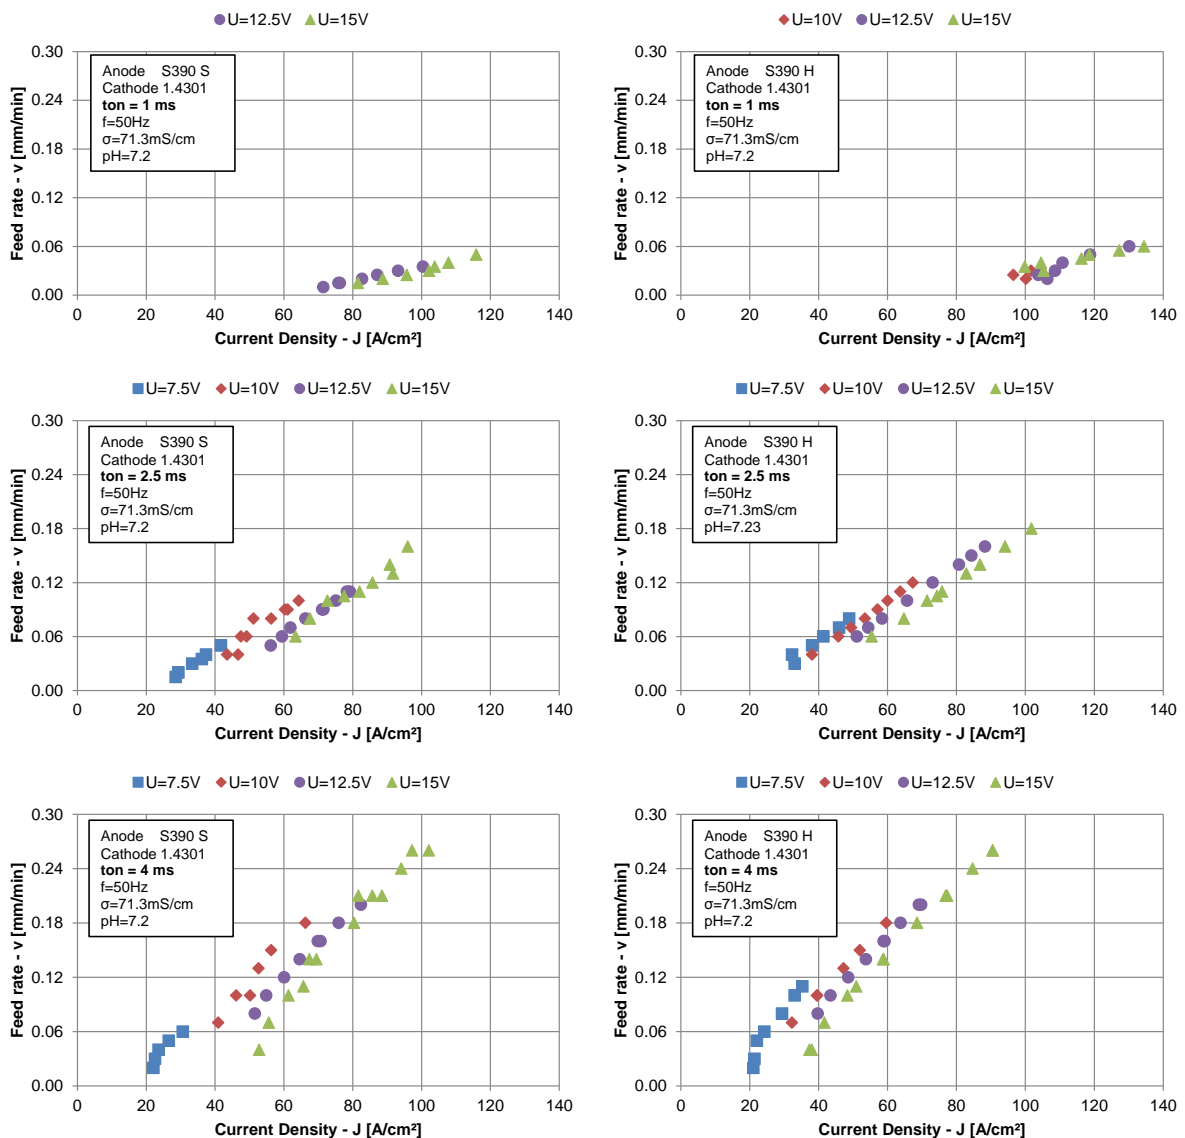 U=12.5V U=15V
0.30
0.24
0.18
0.12
0.06
0.00
Feed rate - v [mm/min]
Anode S390 S
Cathode 1.4301
ton = 1 ms
f=50Hz
σ=71.3mS/cm
pH=7.2
0 20 40 60 80 100 120 140
Current Density - J [A/cm²]
U=10V U=12.5V U=15V
0.30
0.24
0.18
0.12
0.06
0.00
Feed rate - v [mm/min]
Anode S390 H
Cathode 1.4301
ton = 1 ms
f=50Hz
σ=71.3mS/cm
pH=7.2
0 20 40 60 80 100 120 140
Current Density - J [A/cm²]
U=7.5V U=10V U=12.5V U=15V
0.30
0.24
0.18
0.12
0.06
0.00
Feed rate - v [mm/min]
Anode S390 S
Cathode 1.4301
ton = 2.5 ms
f=50Hz
σ=71.3mS/cm
pH=7.2
0 20 40 60 80 100 120 140
Current Density - J [A/cm²]
U=7.5V U=10V U=12.5V U=15V
0.30
0.24
0.18
0.12
0.06
0.00
Feed rate - v [mm/min]
Anode S390 H
Cathode 1.4301
ton = 2.5 ms
f=50Hz
σ=71.3mS/cm
pH=7.23
0 20 40 60 80 100 120 140
Current Density - J [A/cm²]
U=7.5V U=10V U=12.5V U=15V
0.30
0.24
0.18
0.12
0.06
0.00
Feed rate - v [mm/min]
Anode S390 S
Cathode 1.4301
ton = 4 ms
f=50Hz
σ=71.3mS/cm
pH=7.2
0 20 40 60 80 100 120 140
Current Density - J [A/cm²]
U=7.5V U=10V U=12.5V U=15V
0.30
0.24
0.18
0.12
0.06
0.00
Feed rate - v [mm/min]
Anode S390 H
Cathode 1.4301
ton = 4 ms
f=50Hz
σ=71.3mS/cm
pH=7.2
0 20 40 60 80 100 120 140
Current Density - J [A/cm²]